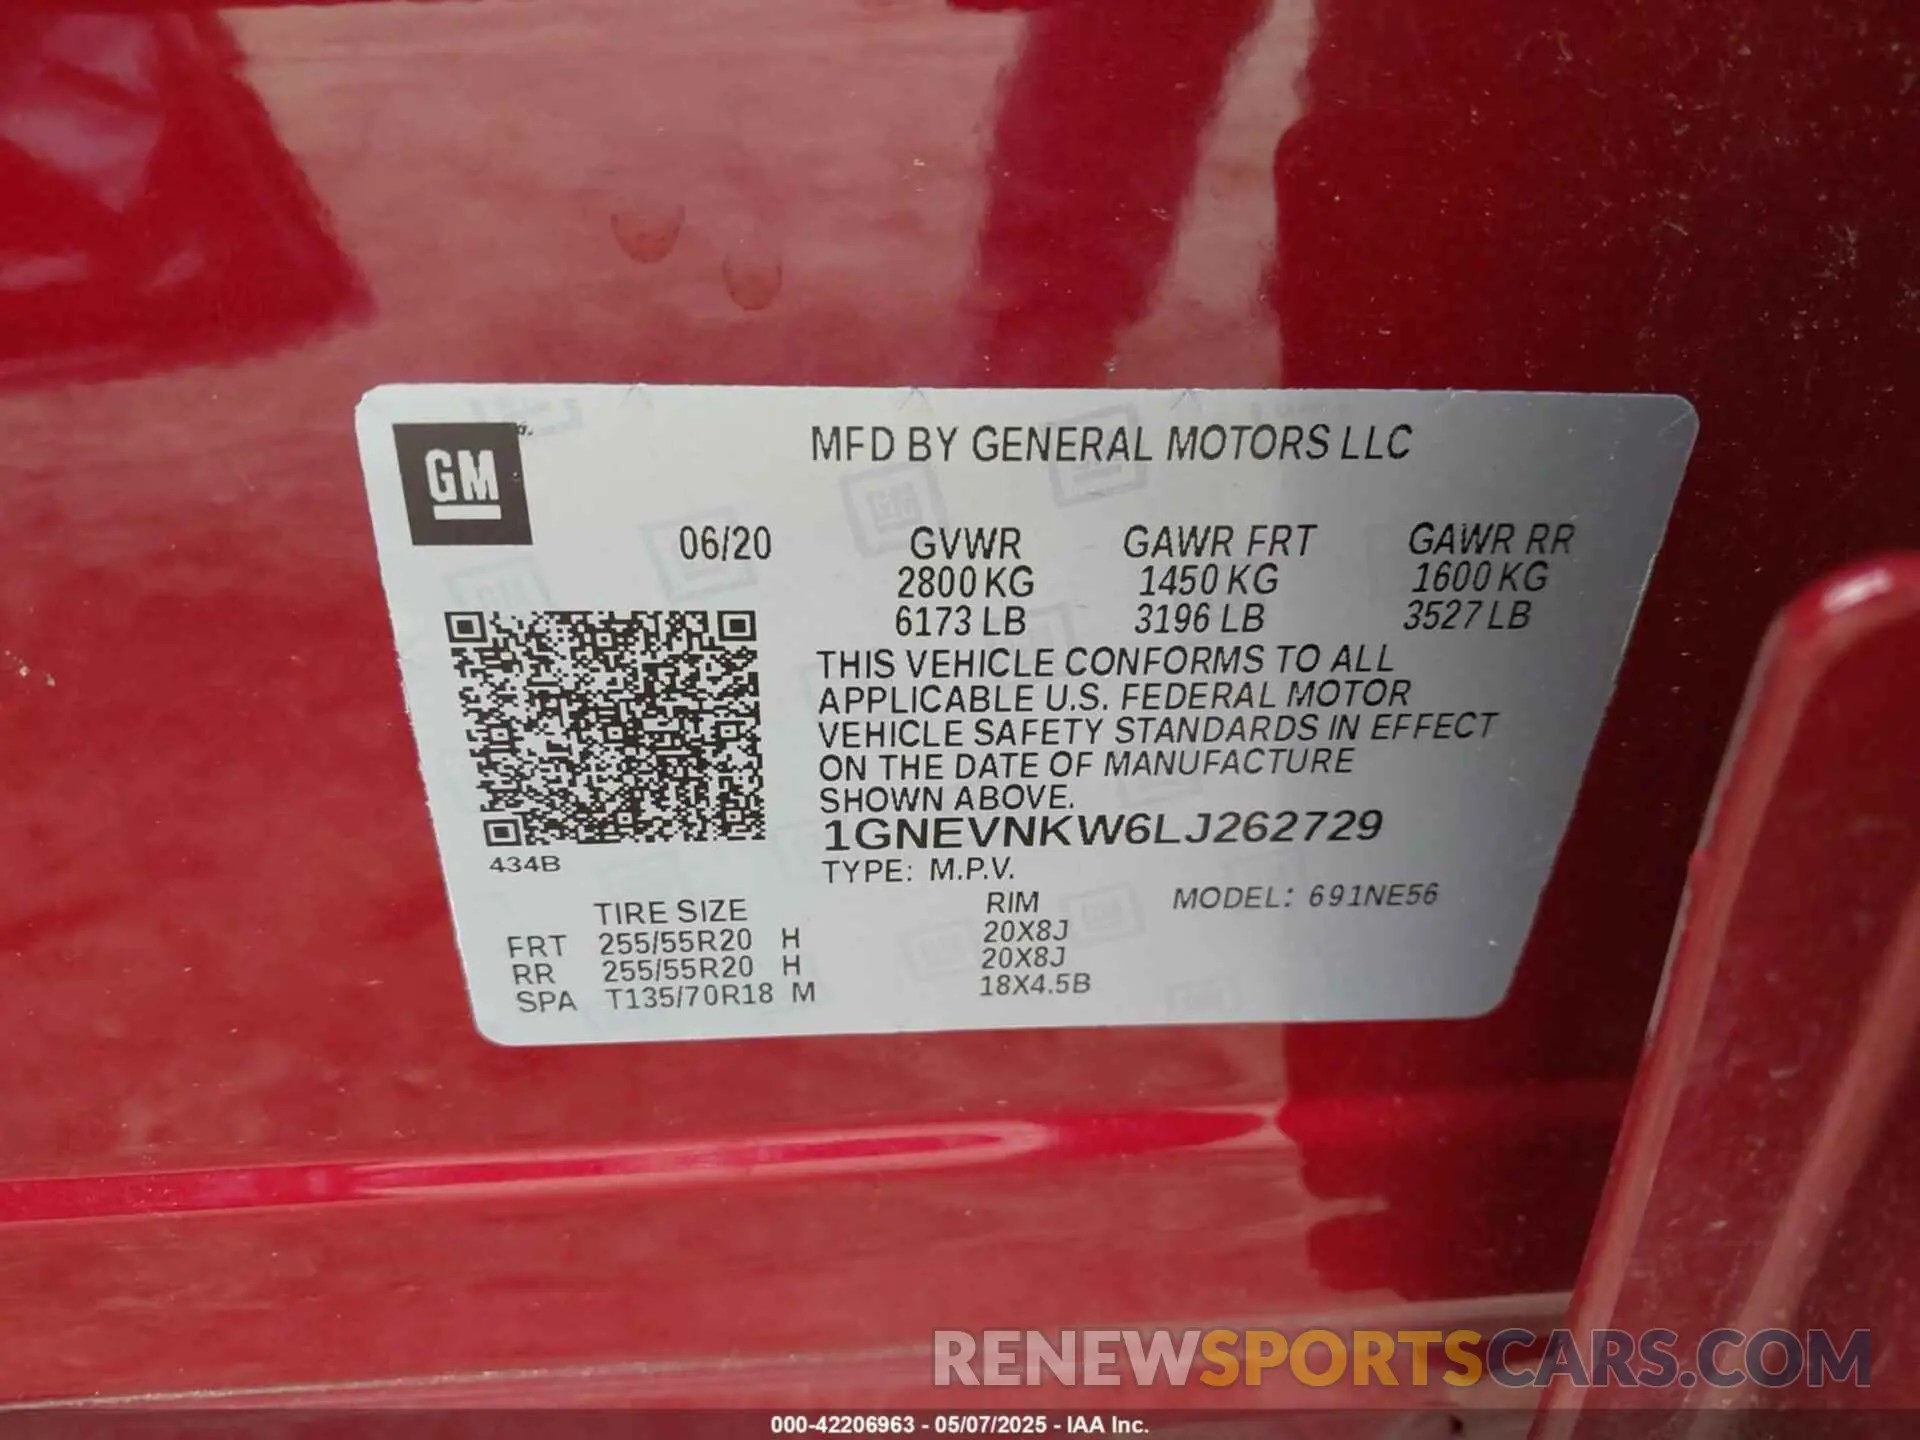 GM
MFD BY GENERAL MOTORS LLC
06/20 GVWR GAWR FRT GAWR RR
2800 KG 1450 KG 1600 KG
6173 LB 3196 LB 3527 LB
THIS VEHICLE CONFORMS TO ALL
APPLICABLE U.S. FEDERAL MOTOR
VEHICLE SAFETY STANDARDS IN EFFECT
ON THE DATE OF MANUFACTURE
SHOWN ABOVE.
1GNEVNKW6LJ262729
434B
TYPE: M.P.V.
MODEL: 691NE56
TIRE SIZE RIM
FRT 255/55R20 H 20X8J
RR 255/55R20 H 20X8J
SPA T135/70R18 M 18X4.5B
RENEWSPORTSCARS.COM
000-42206963 - 05/07/2025 - IAA Inc.